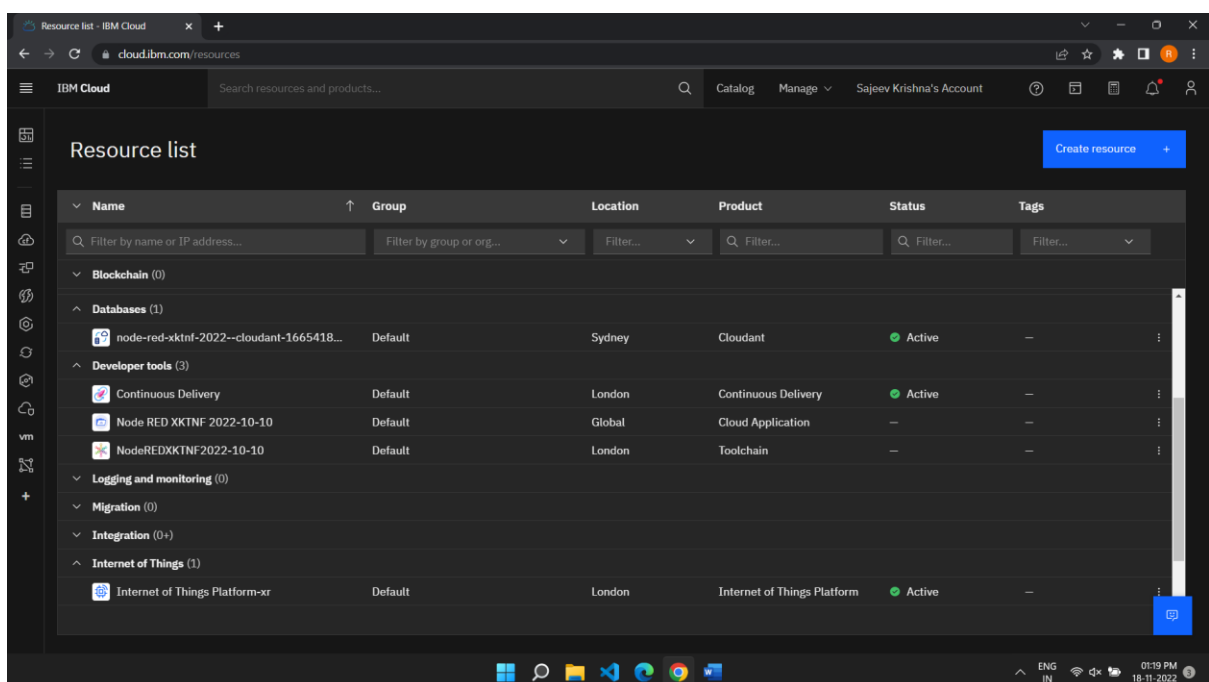 Resource list - IBM Cloud
cloud.ibm.com/resources
R
IBM Cloud Search resources and products... Catalog Manage Sajeev Krishna's Account
Resource list
Create resource +
Name Group Location Product Status Tags
Filter by name or IP address... Filter by group or org... Filter... Filter... Filter... Filter...
Blockchain (0)
Databases (1)
node-red-xktnf-2022--cloudant-1665418... Default Sydney Cloudant Active –
Developer tools (3)
Continuous Delivery Default London Continuous Delivery Active –
Node RED XKTNF 2022-10-10 Default Global Cloud Application – –
NodeREDXKTNF2022-10-10 Default London Toolchain – –
vm
Logging and monitoring (0)
Migration (0)
Integration (0+)
Internet of Things (1)
Internet of Things Platform-xr Default London Internet of Things Platform Active –
ENG 01:19 PM
IN 18-11-2022 3